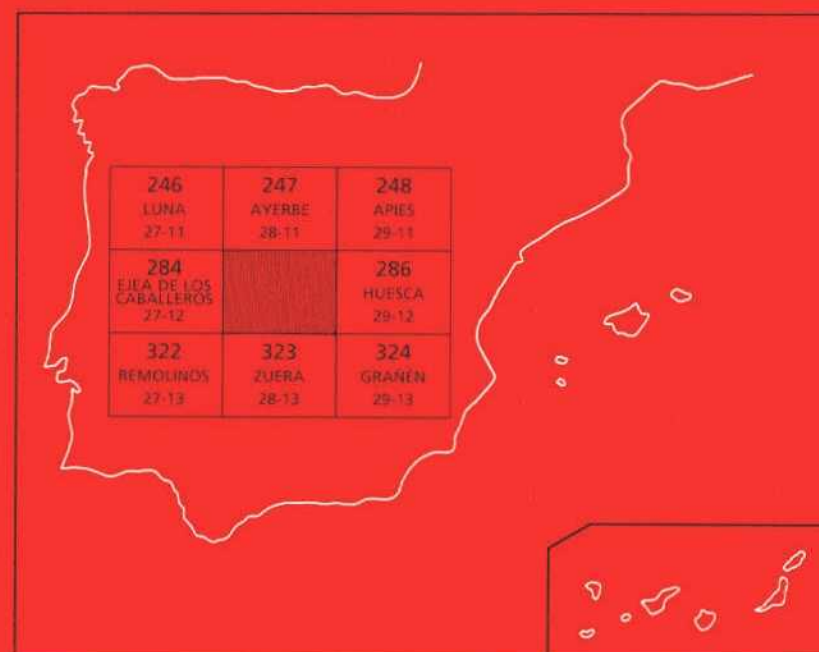 246
LUNA
27-11
247
AYERBE
28-11
248
APIES
29-11
284
EJEA DE LOS
CABALLEROS
27-12
286
HUESCA
29-12
322
REMOLINOS
27-13
323
ZUERA
28-13
324
GRAÑEN
29-13